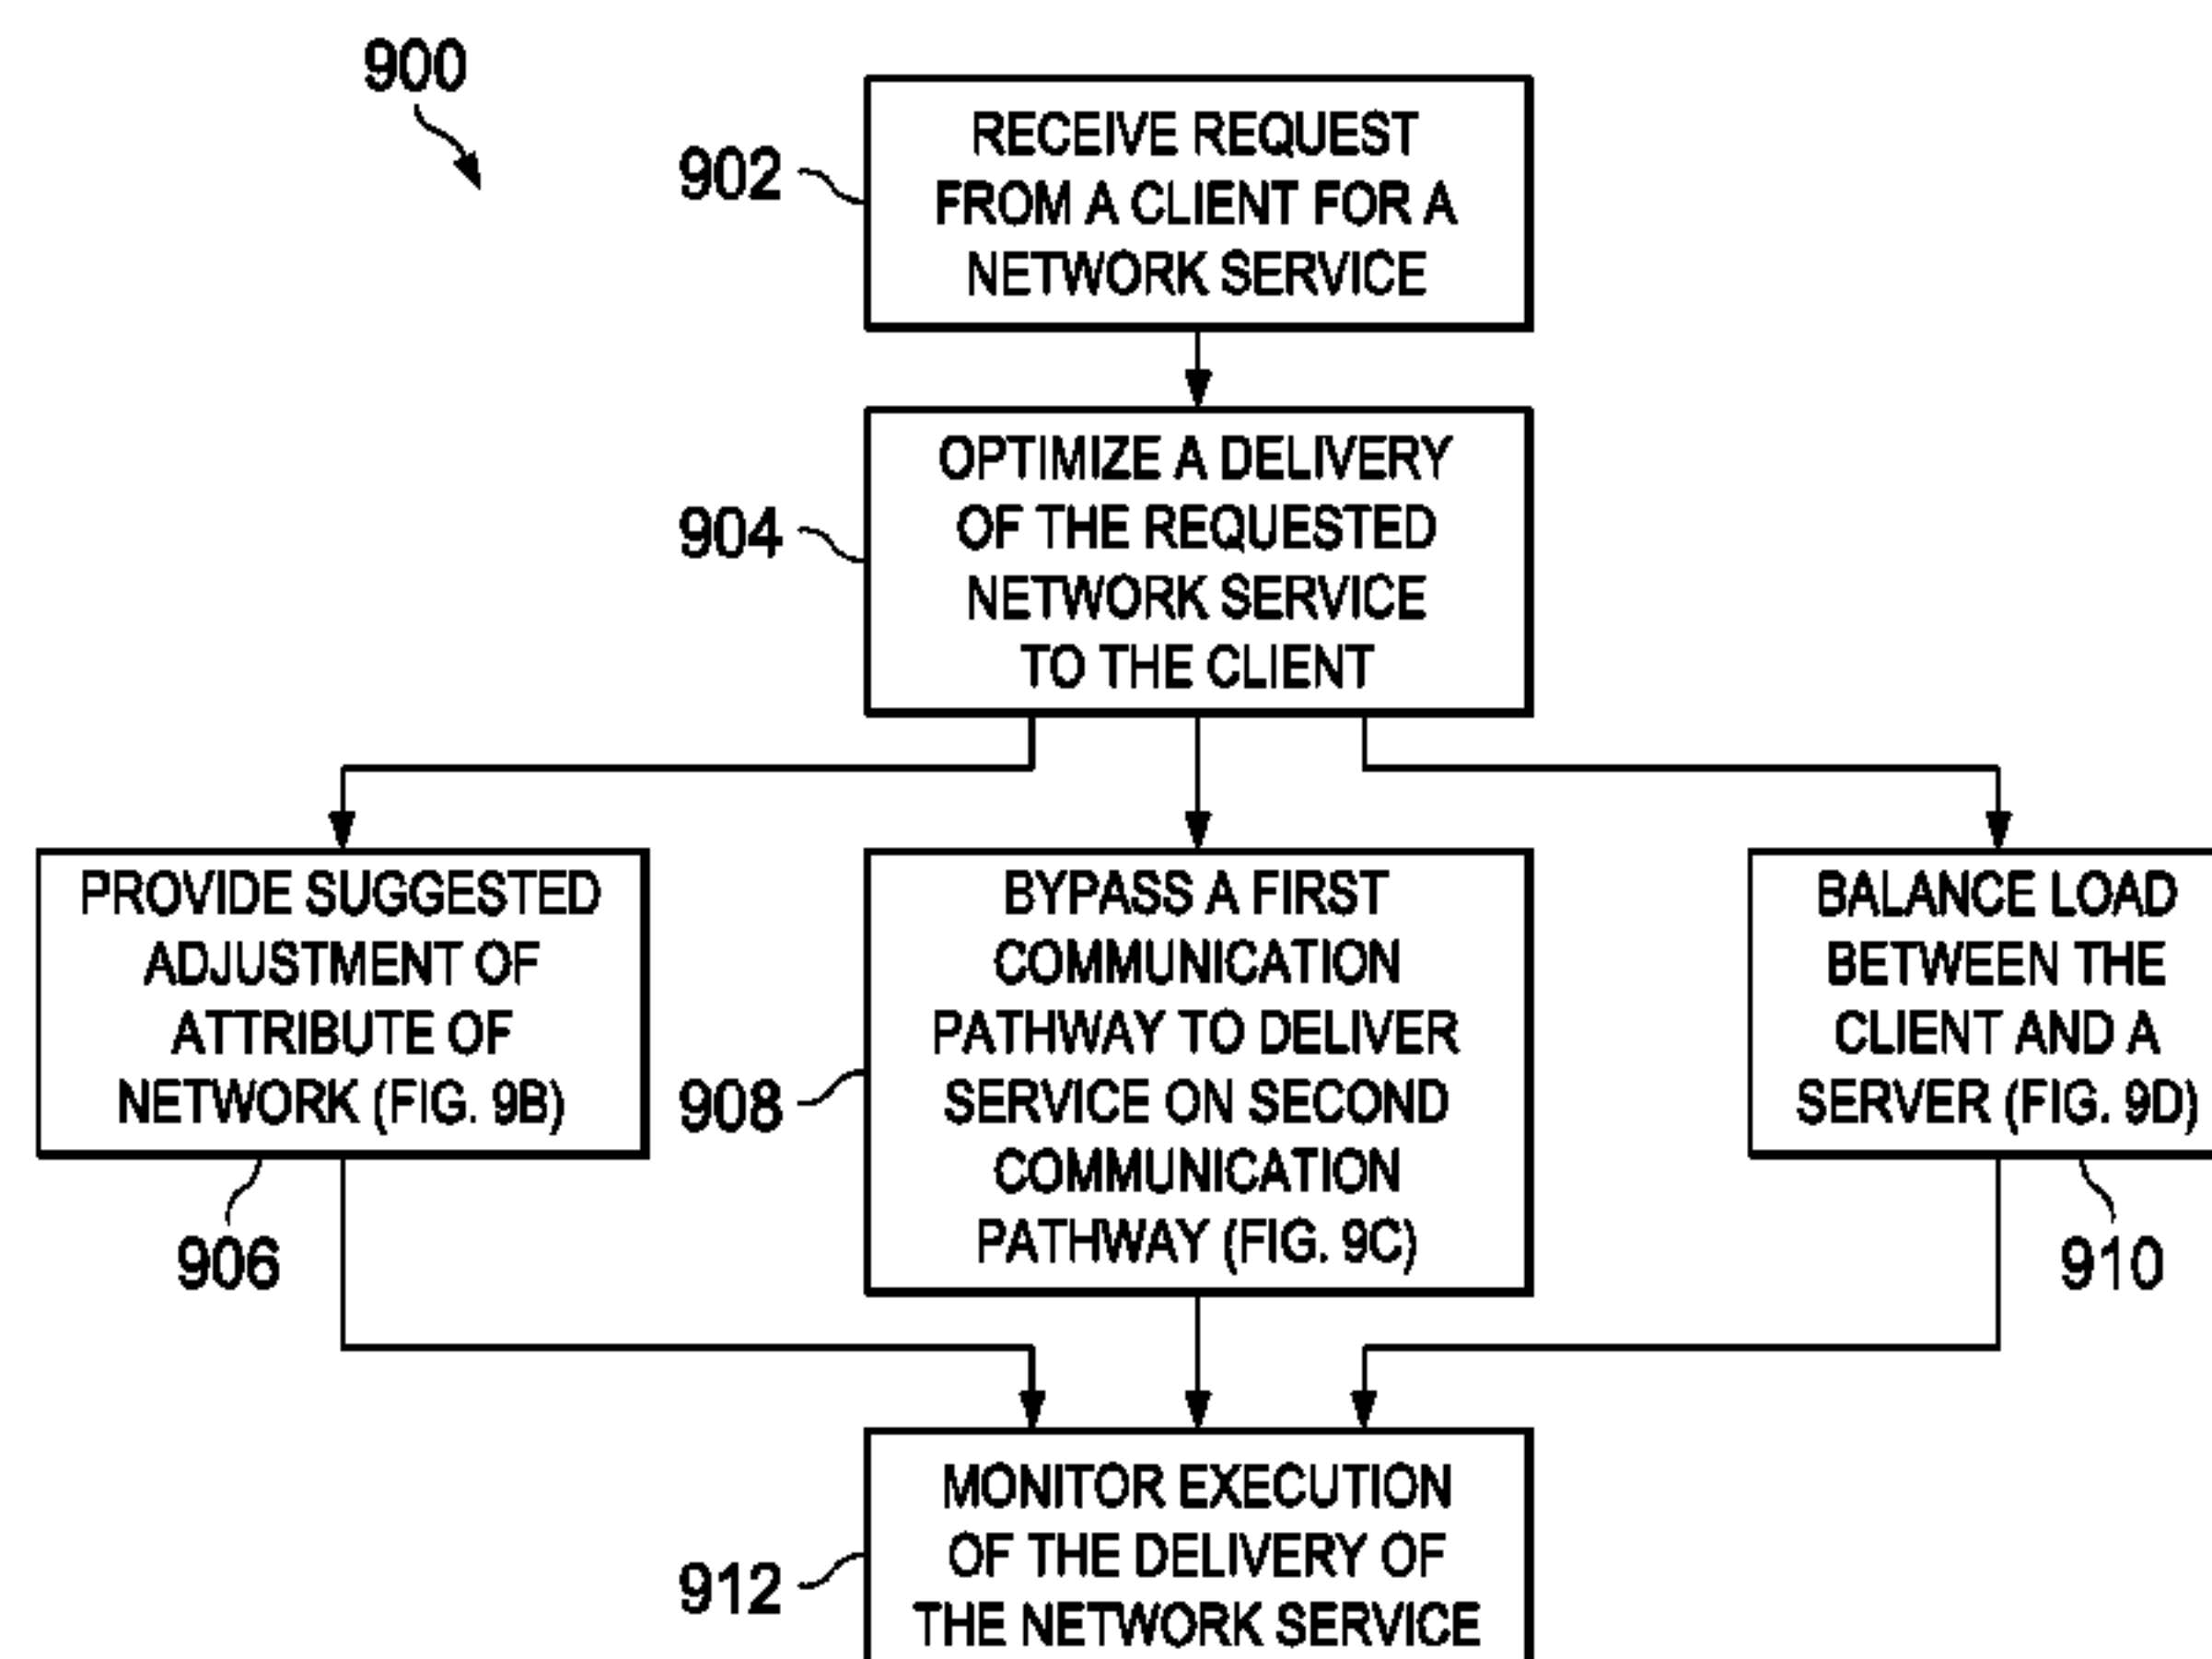 900
902
RECEIVE REQUEST
FROM A CLIENT FOR A
NETWORK SERVICE
904
OPTIMIZE A DELIVERY
OF THE REQUESTED
NETWORK SERVICE
TO THE CLIENT
PROVIDE SUGGESTED
ADJUSTMENT OF
ATTRIBUTE OF
NETWORK (FIG. 9B)
906
908
BYPASS A FIRST
COMMUNICATION
PATHWAY TO DELIVER
SERVICE ON SECOND
COMMUNICATION
PATHWAY (FIG. 9C)
BALANCE LOAD
BETWEEN THE
CLIENT AND A
SERVER (FIG. 9D)
910
912
MONITOR EXECUTION
OF THE DELIVERY OF
THE NETWORK SERVICE